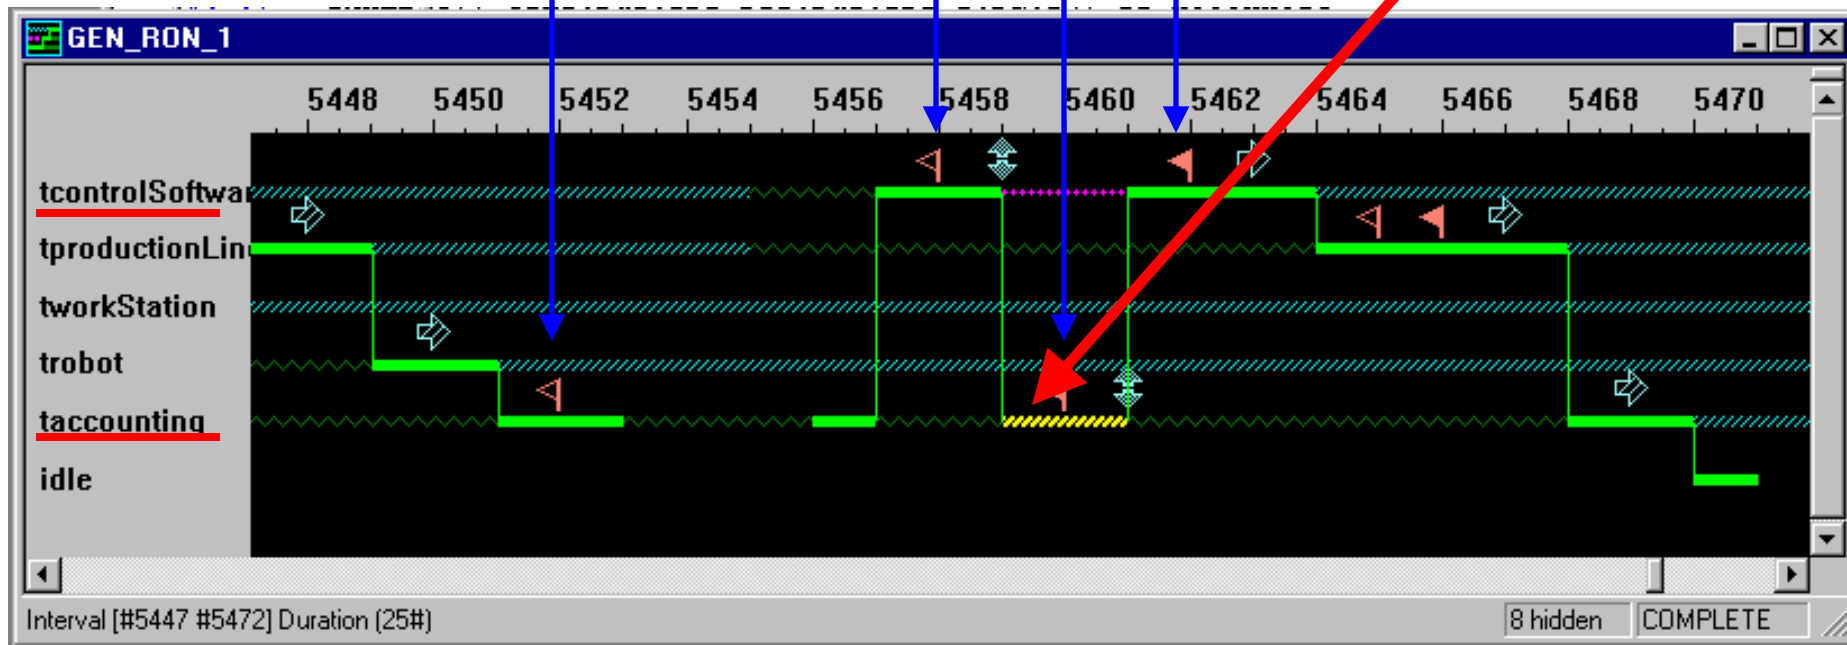 GEN_RON_1
5448 5450 5452 5454 5456 5458 5460 5462 5464 5466 5468 5470
tcontrolSoftwar
tproductionLin
tworkStation
trobot
taccounting
idle
Interval [#5447 #5472] Duration (25#) 8 hidden COMPLETE